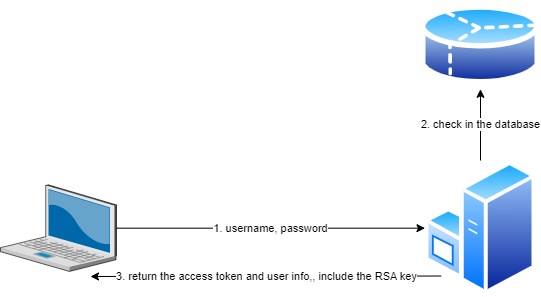 2. check in the database
1. username, password
3. return the access token and user info,, include the RSA key